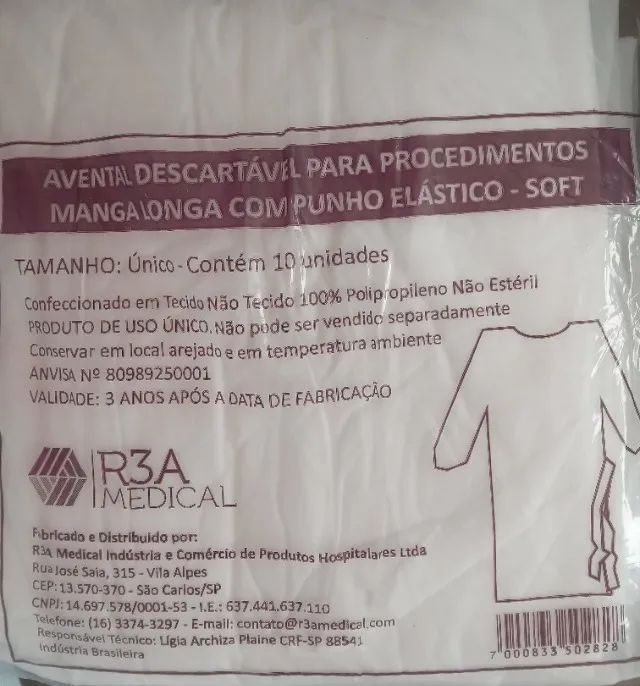 AVENTAL DESCARTÁVEL PARA PROCEDIMENTOS
MANGA LONGA COM PUNHO ELÁSTICO - SOFT
TAMANHO: Único - Contém 10 unidades
Confeccionado em Tecido Não Tecido 100% Polipropileno Não Estéril
PRODUTO DE USO ÚNICO. Não pode ser vendido separadamente
Conservar em local arejado e em temperatura ambiente
ANVISA Nº 80989250001
VALIDADE: 3 ANOS APÓS A DATA DE FABRICAÇÃO
R3A
MEDICAL
Fabricado e Distribuido por:
R3A Medical Indústria e Comércio de Produtos Hospitalares Ltda
Rua José Saia, 315 - Vila Alpes
CEP: 13.570-370 - São Carlos/SP
CNPJ: 14.697.578/0001-53 - I.E.: 637.441.637.110
Telefone: (16) 3374-3297 - E-mail: contato@r3amedical.com
Responsável Técnico: Lígia Archiza Plaine CRF-SP 88541
Indústria Brasileira
7 000833 502828